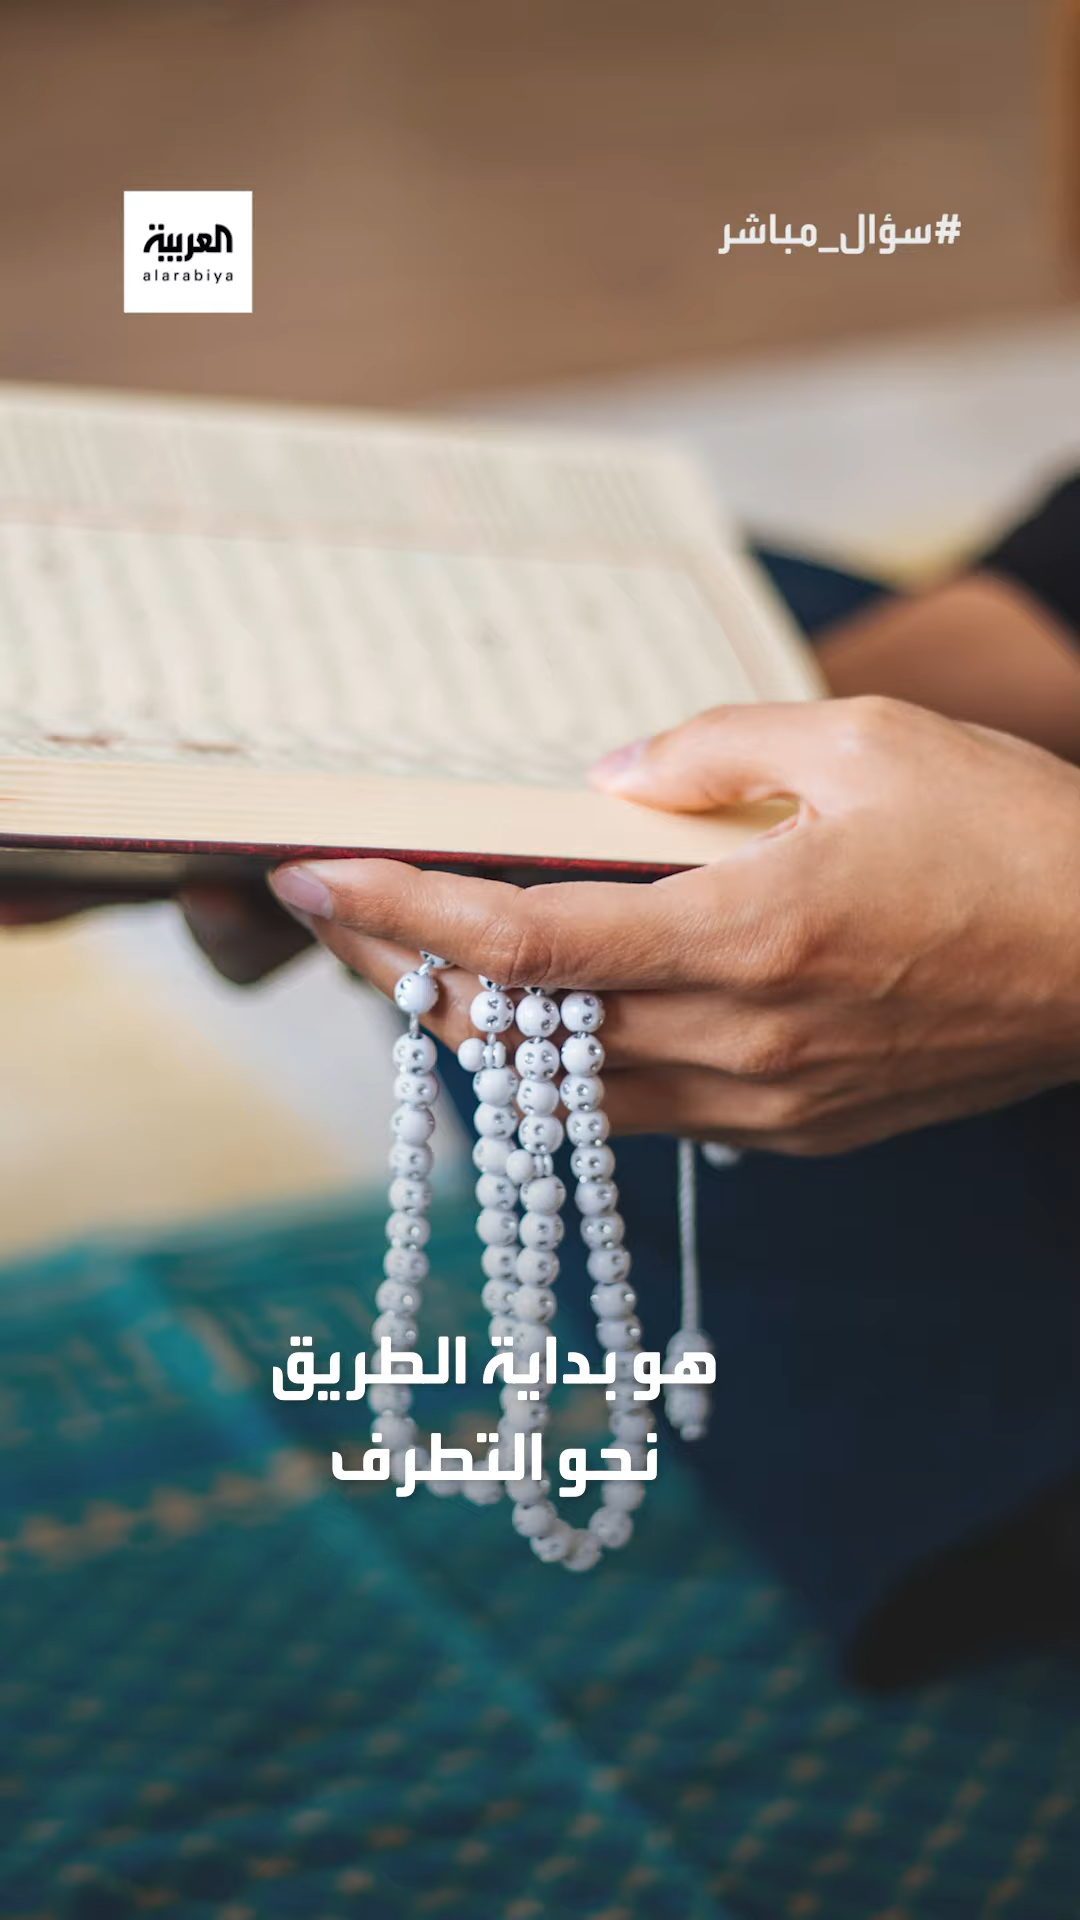 #سؤال_مباشر
العربية
alarabiya
هو بداية الطريق
نحو التطرف